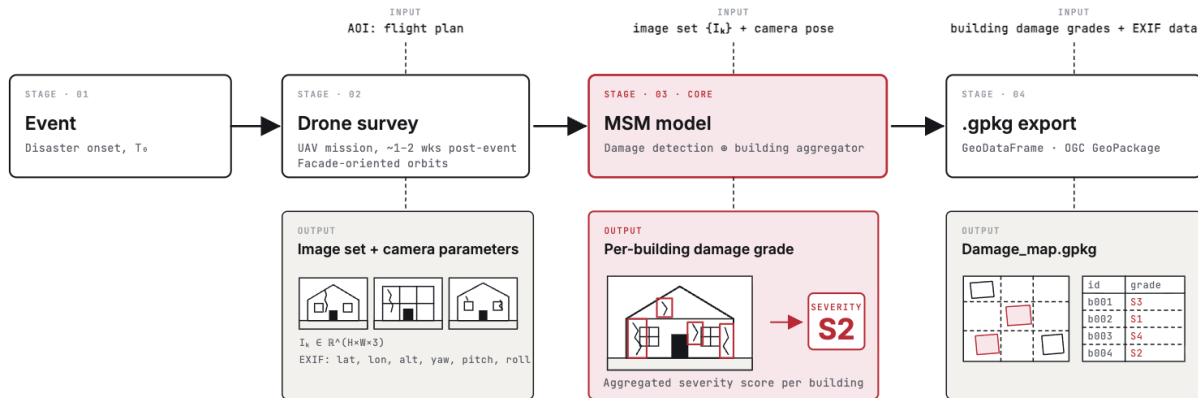 INPUT
AOI: flight plan
INPUT
image set {Iₖ} + camera pose
INPUT
building damage grades + EXIF data
STAGE · 01
Event
Disaster onset, T₀
STAGE · 02
Drone survey
UAV mission, ~1–2 wks post-event
Facade-oriented orbits
STAGE · 03 · CORE
MSM model
Damage detection ⊕ building aggregator
STAGE · 04
.gpkg export
GeoDataFrame · OGC GeoPackage
OUTPUT
Image set + camera parameters
Iₖ ∈ ℝ^(H×W×3)
EXIF: lat, lon, alt, yaw, pitch, roll
OUTPUT
Per-building damage grade
SEVERITY
S2
Aggregated severity score per building
OUTPUT
Damage_map.gpkg
id grade
b001 S3
b002 S1
b003 S4
b004 S2